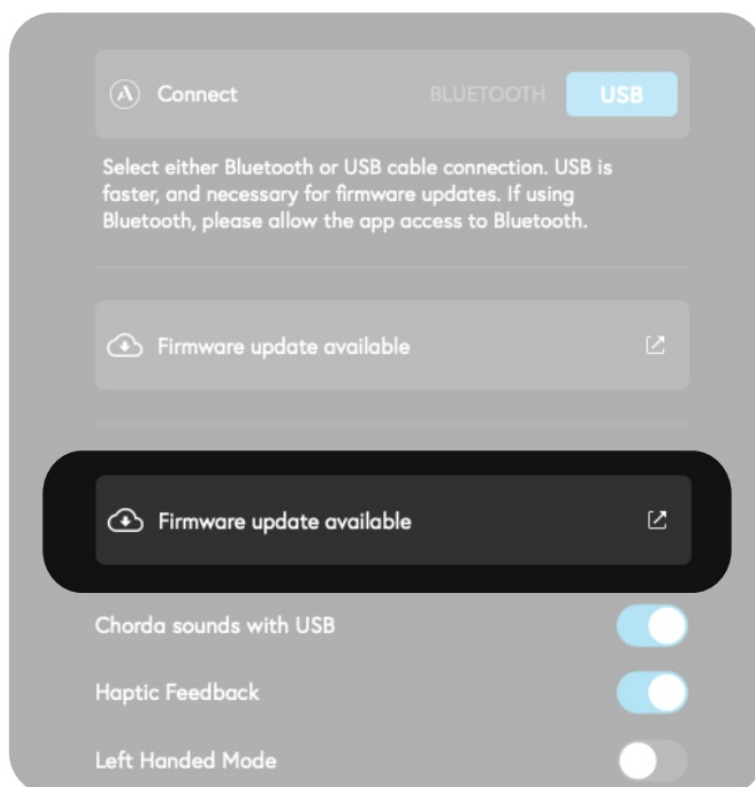 Connect BLUETOOTH USB
Select either Bluetooth or USB cable connection. USB is
faster, and necessary for firmware updates. If using
Bluetooth, please allow the app access to Bluetooth.
Firmware update available
Firmware update available
Chorda sounds with USB
Haptic Feedback
Left Handed Mode